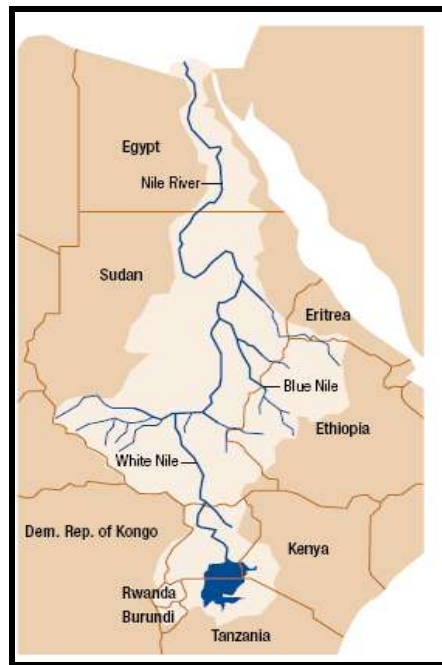 Egypt
Nile River
Sudan
Eritrea
Blue Nile
Ethiopia
White Nile
Dem. Rep. of Kongo
Kenya
Rwanda
Burundi
Tanzania